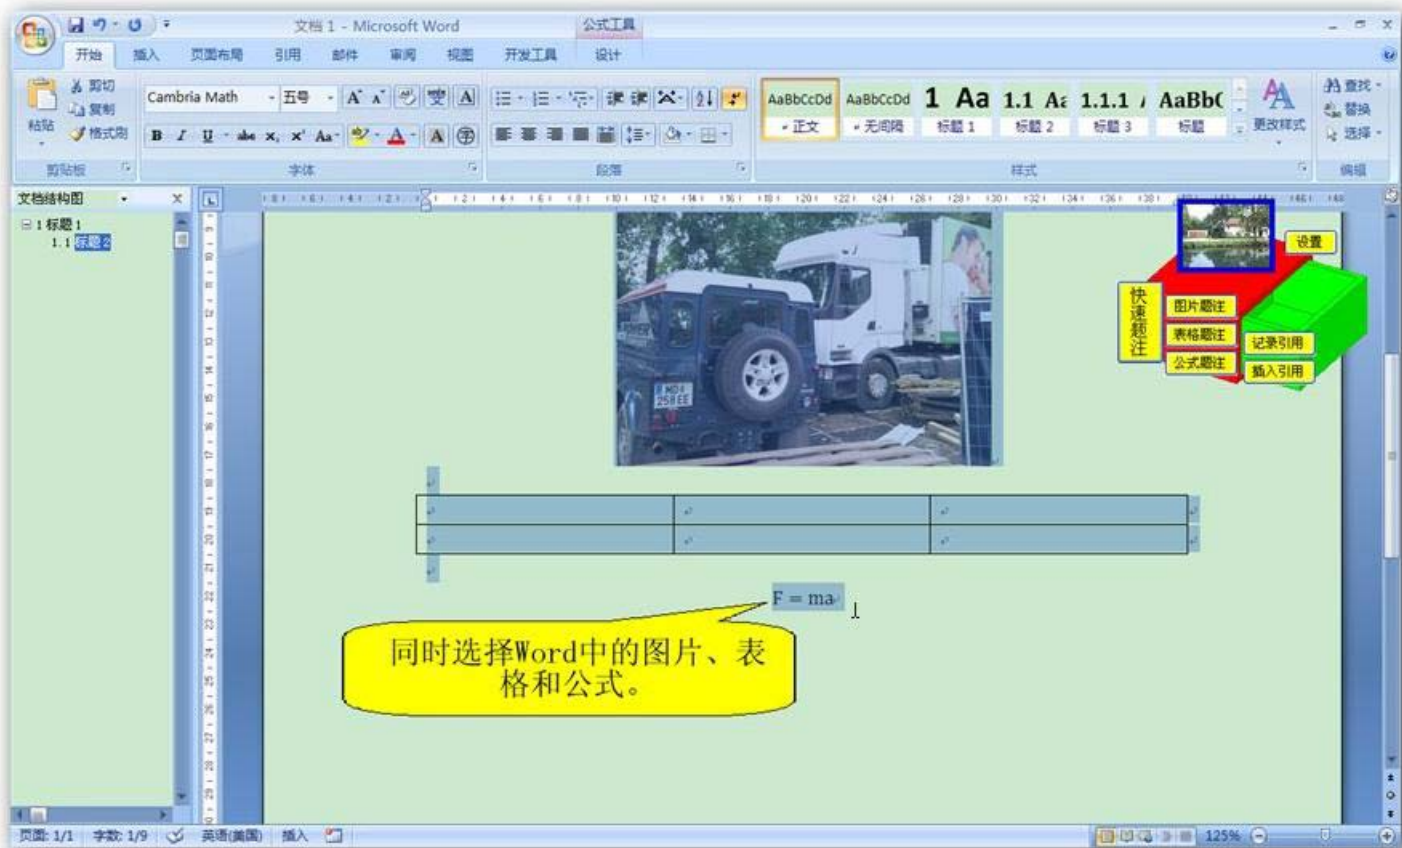 文档 1 - Microsoft Word
公式工具
开始 插入 页面布局 引用 邮件 审阅 视图 开发工具 设计
粘贴
剪切
复制
格式刷
剪贴板
Cambria Math
五号
字体
段落
AaBbCcDd AaBbCcDd 1 Aa 1.1 Aa 1.1.1 AaBb(
正文 无间隔 标题 1 标题 2 标题 3 标题
更改样式
样式
查找
替换
选择
编辑
文档结构图
1 标题 1
1.1 标题 2
设置
快速题注
图片题注
表格题注
公式题注
记录引用
插入引用
F = ma
同时选择Word中的图片、表
格和公式。
页面: 1/1 字数: 1/9 英语(美国) 插入 125%